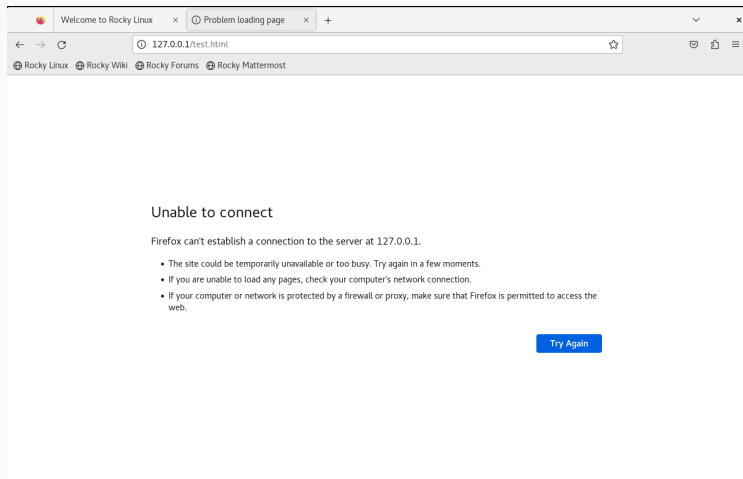 Welcome to Rocky Linux
Problem loading page
127.0.0.1/test.html
Rocky Linux Rocky Wiki Rocky Forums Rocky Mattermost
Unable to connect
Firefox can't establish a connection to the server at 127.0.0.1.
• The site could be temporarily unavailable or too busy. Try again in a few moments.
• If you are unable to load any pages, check your computer's network connection.
• If your computer or network is protected by a firewall or proxy, make sure that Firefox is permitted to access the
web.
Try Again